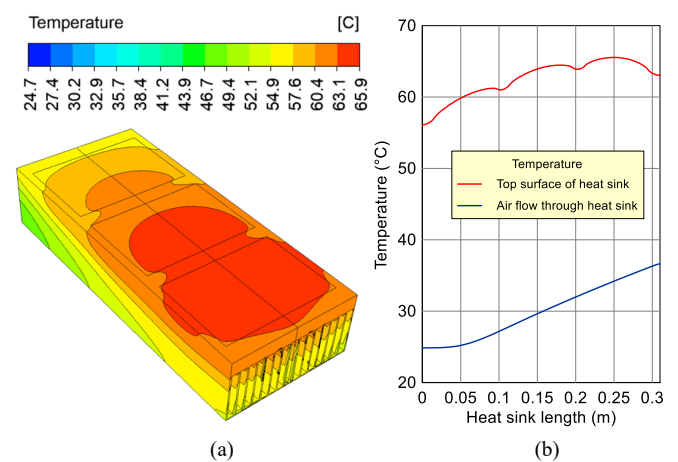 Temperature [C]
24.7 27.4 30.2 32.9 35.7 38.4 41.2 43.9 46.7 49.4 52.1 54.9 57.6 60.4 63.1 65.9
(a)
Temperature (°C)
70
60
50
40
30
20
Temperature
Top surface of heat sink
Air flow through heat sink
0 0.05 0.1 0.15 0.2 0.25 0.3
Heat sink length (m)
(b)